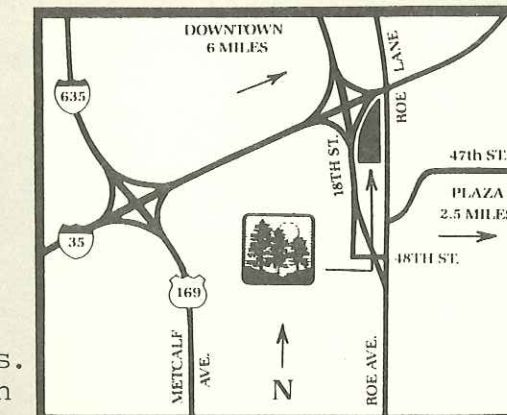 DOWNTOWN
6 MILES
635
ROE LANE
18TH ST.
47th ST.
PLAZA
2.5 MILES
35
48TH ST.
169
METCALF
AVE.
N
ROE AVE.
s.
n